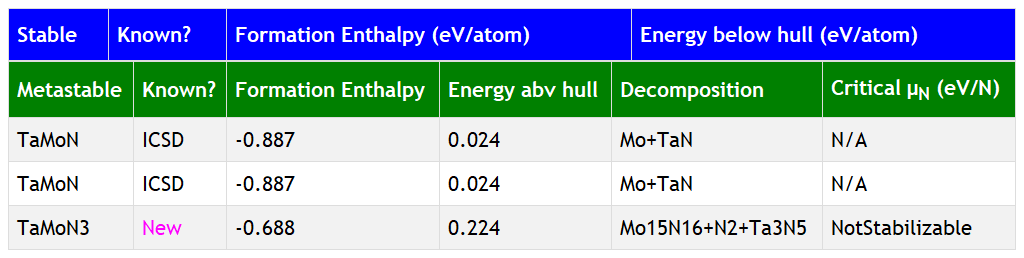 Stable Known? Formation Enthalpy (eV/atom) Energy below hull (eV/atom)
Metastable Known? Formation Enthalpy Energy abv hull Decomposition Critical μN (eV/N)
TaMoN ICSD -0.887 0.024 Mo+TaN N/A
TaMoN ICSD -0.887 0.024 Mo+TaN N/A
TaMoN3 New -0.688 0.224 Mo15N16+N2+Ta3N5 NotStabilizable